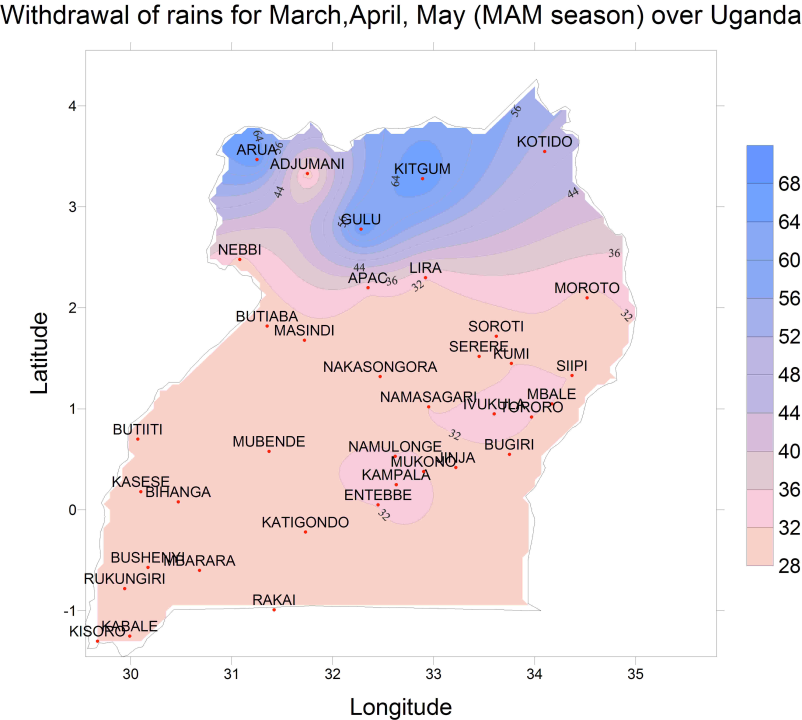 Withdrawal of rains for March,April, May (MAM season) over Uganda
Latitude
4
3
2
1
0
-1
64
56
ARUA
ADJUMANI
44
KITGUM
64
56
KOTIDO
44
GULU
NEBBI
44
36
36
APAC
LIRA
32
MOROTO
32
BUTIABA
MASINDI
SOROTI
SERERE
KUMI
NAKASONGORA
SIIPI
NAMASAGARI
IVUKULA
MBALE
TORORO
32
BUTIITI
MUBENDE
NAMULONGE
MUKONO
JINJA
BUGIRI
KAMPALA
KASESE
BIHANGA
ENTEBBE
32
KATIGONDO
BUSHENYI
MBARARA
RUKUNGIRI
RAKAI
KISORO
KABALE
30
31
32
33
34
35
Longitude
68
64
60
56
52
48
44
40
36
32
28